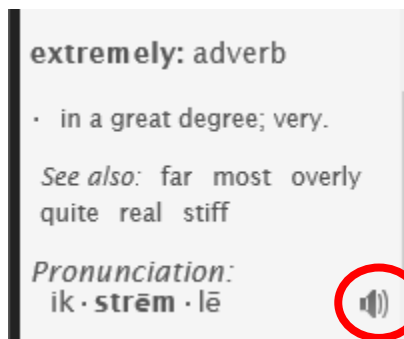 extremely: adverb
· in a great degree; very.
See also: far most overly
quite real stiff
Pronunciation:
ik · strēm · lē